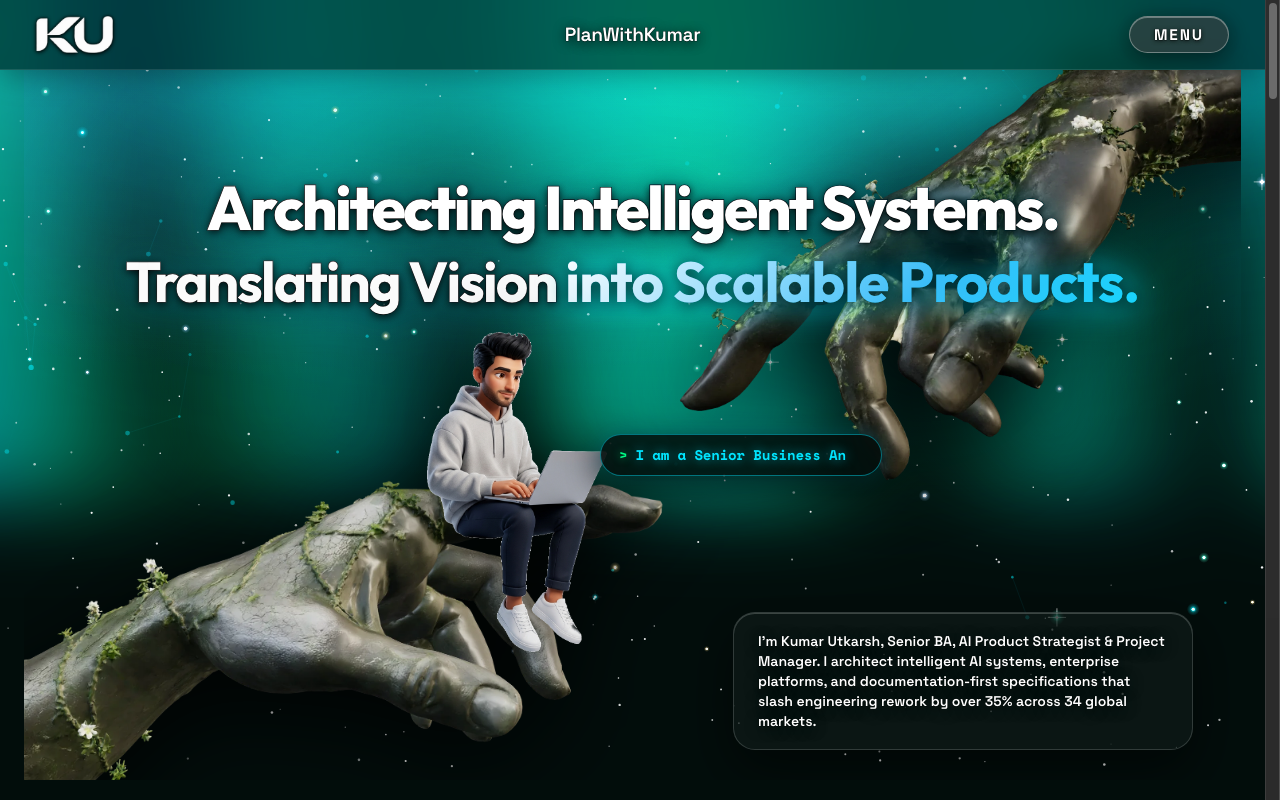 KU
PlanWithKumar
MENU
Architecting Intelligent Systems.
Translating Vision into Scalable Products.
> I am a Senior Business An
I'm Kumar Utkarsh, Senior BA, AI Product Strategist & Project
Manager. I architect intelligent AI systems, enterprise
platforms, and documentation-first specifications that
slash engineering rework by over 35% across 34 global
markets.